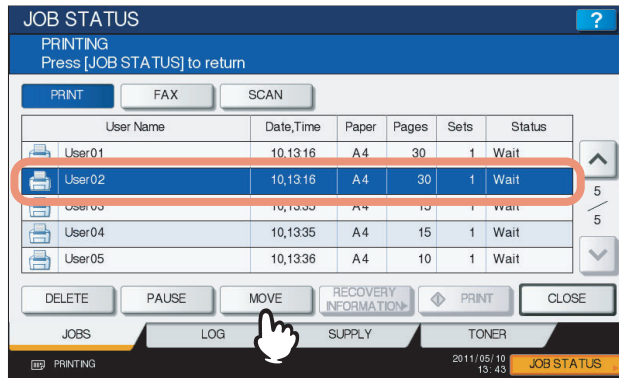 JOB STATUS ?
PRINTING
Press [JOB STATUS] to return
PRINT FAX SCAN
User Name Date,Time Paper Pages Sets Status
User01 10,13:16 A4 30 1 Wait
User02 10,13:16 A4 30 1 Wait
User03 10,13:35 A4 15 1 Wait
User04 10,13:35 A4 15 1 Wait
User05 10,13:36 A4 10 1 Wait
5
5
DELETE PAUSE MOVE RECOVERY INFORMATION PRINT CLOSE
JOBS LOG SUPPLY TONER
PRINTING 2011/05/10 13:43 JOB STATUS